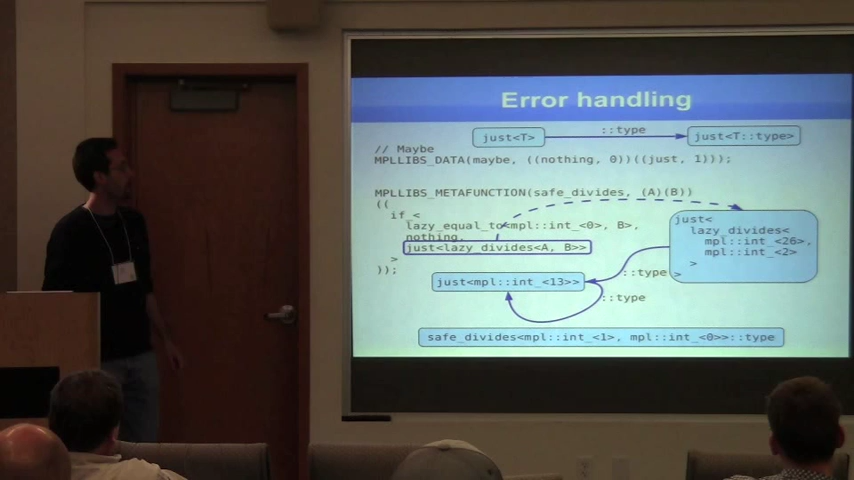 Error handling
just<T>
::type
just<T::type>
// Maybe
MPLLIBS_DATA(maybe, ((nothing, 0))((just, 1)));
MPLLIBS_METAFUNCTION(safe_divides, (A)(B))
((
if_<
lazy_equal_to<mpl::int_<0>, B>,
nothing,
just<lazy_divides<A, B>>
>
));
just<
lazy_divides<
mpl::int_<26>,
mpl::int_<2>
>
>
::type
just<mpl::int_<13>>
::type
safe_divides<mpl::int_<1>, mpl::int_<0>>::type